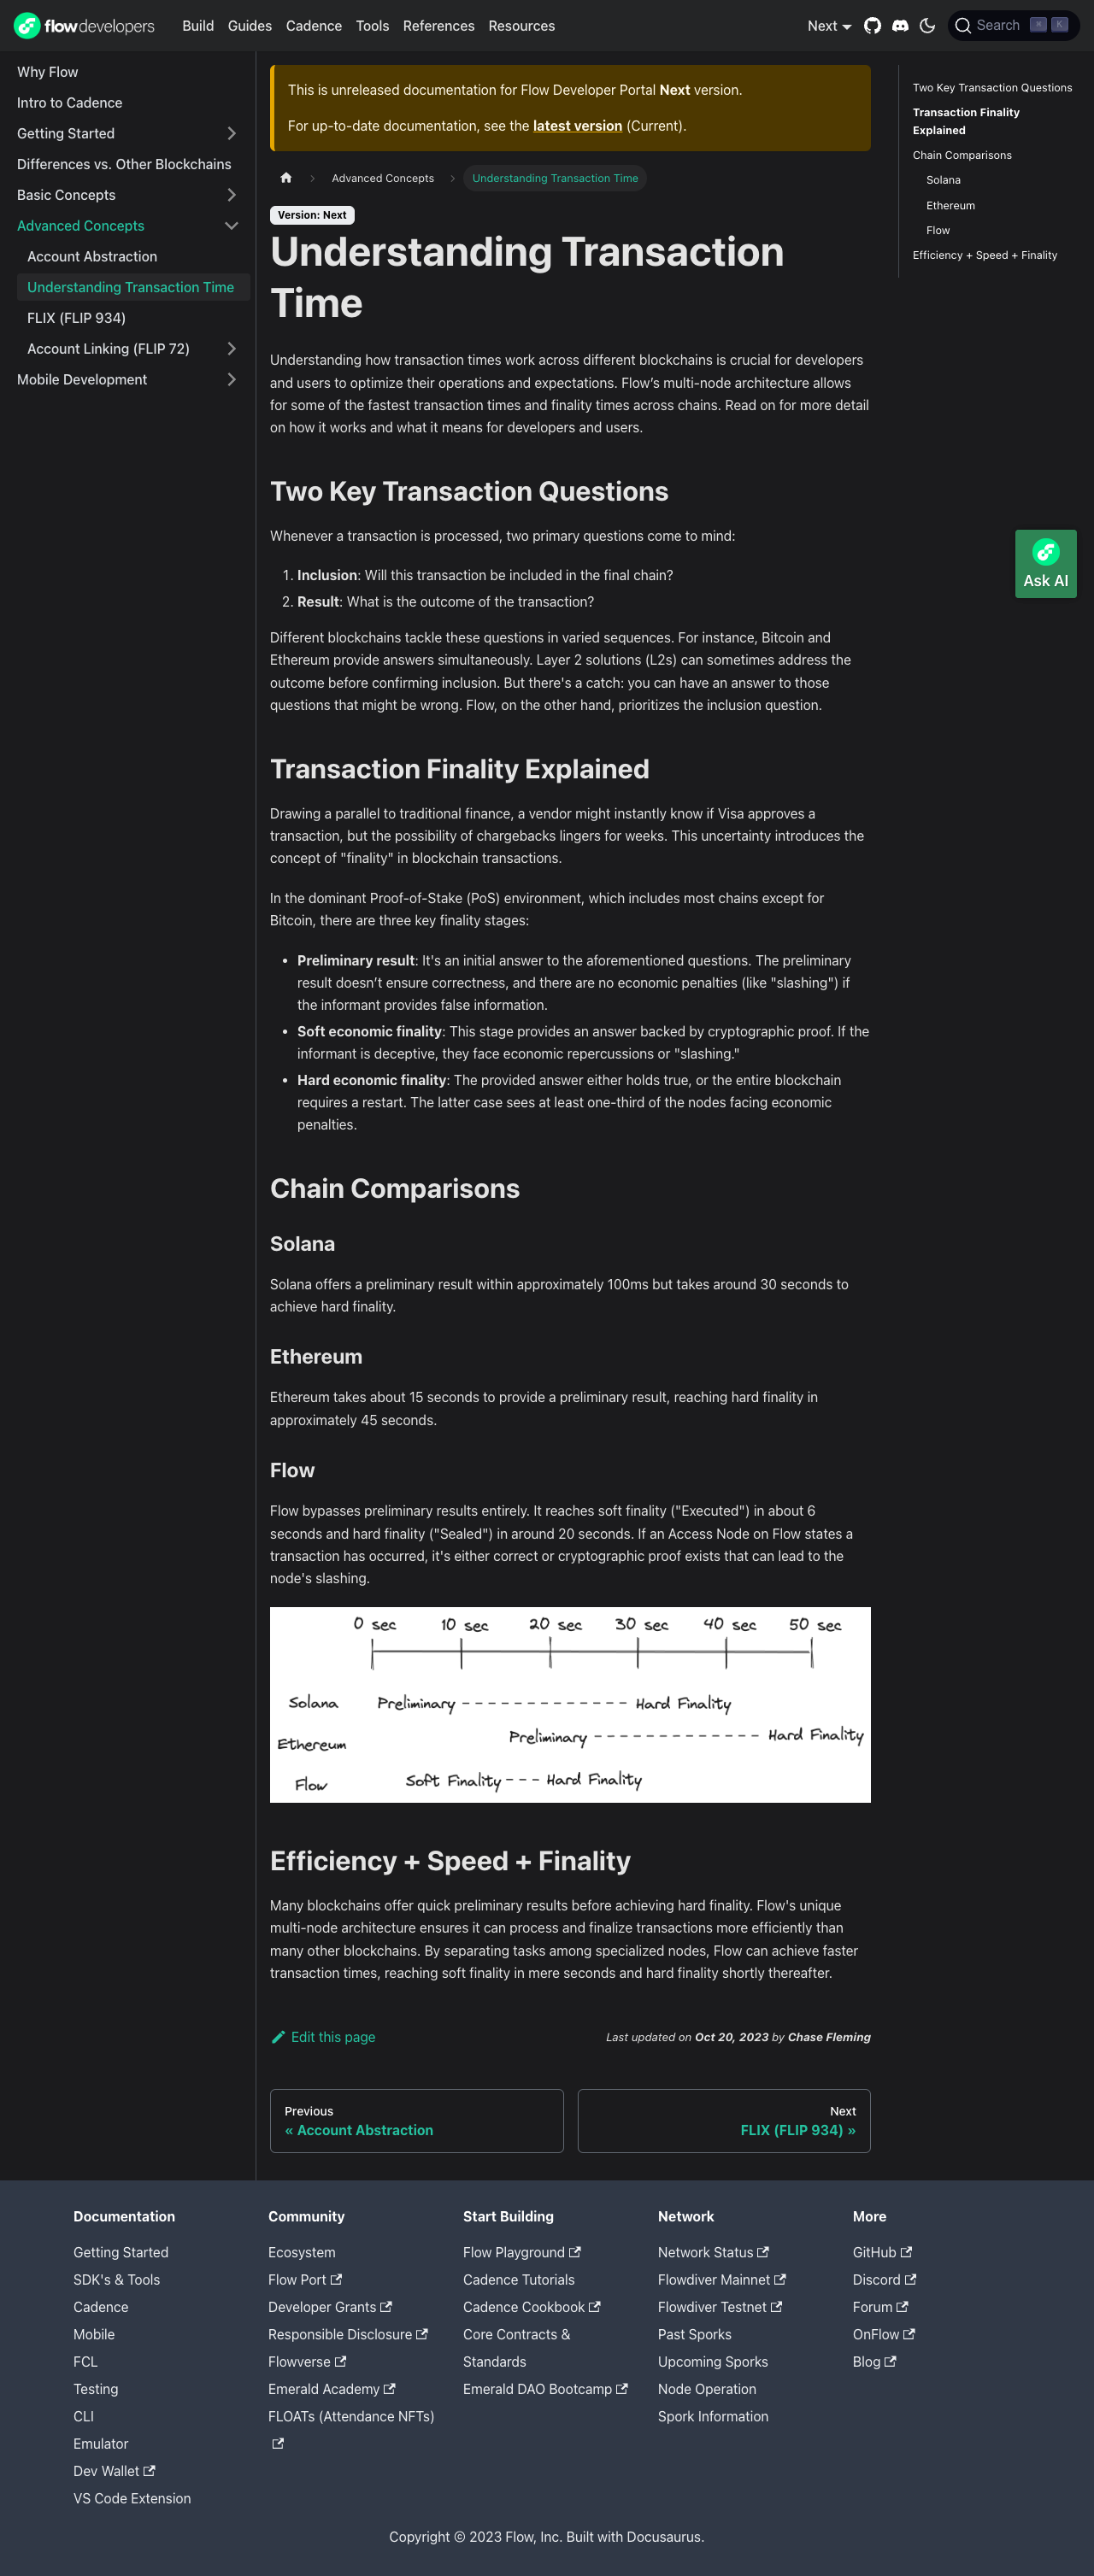 flowdevelopers Build Guides Cadence Tools References Resources Next Search ⌘ K
Why Flow
Intro to Cadence
Getting Started
Differences vs. Other Blockchains
Basic Concepts
Advanced Concepts
Account Abstraction
Understanding Transaction Time
FLIX (FLIP 934)
Account Linking (FLIP 72)
Mobile Development
This is unreleased documentation for Flow Developer Portal Next version.
For up-to-date documentation, see the latest version (Current).
Advanced Concepts Understanding Transaction Time
Version: Next
Understanding Transaction
Time
Understanding how transaction times work across different blockchains is crucial for developers
and users to optimize their operations and expectations. Flow’s multi-node architecture allows
for some of the fastest transaction times and finality times across chains. Read on for more detail
on how it works and what it means for developers and users.
Two Key Transaction Questions
Whenever a transaction is processed, two primary questions come to mind:
1. Inclusion: Will this transaction be included in the final chain?
2. Result: What is the outcome of the transaction?
Different blockchains tackle these questions in varied sequences. For instance, Bitcoin and
Ethereum provide answers simultaneously. Layer 2 solutions (L2s) can sometimes address the
outcome before confirming inclusion. But there's a catch: you can have an answer to those
questions that might be wrong. Flow, on the other hand, prioritizes the inclusion question.
Transaction Finality Explained
Drawing a parallel to traditional finance, a vendor might instantly know if Visa approves a
transaction, but the possibility of chargebacks lingers for weeks. This uncertainty introduces the
concept of "finality" in blockchain transactions.
In the dominant Proof-of-Stake (PoS) environment, which includes most chains except for
Bitcoin, there are three key finality stages:
• Preliminary result: It's an initial answer to the aforementioned questions. The preliminary
result doesn’t ensure correctness, and there are no economic penalties (like "slashing") if
the informant provides false information.
• Soft economic finality: This stage provides an answer backed by cryptographic proof. If the
informant is deceptive, they face economic repercussions or "slashing."
• Hard economic finality: The provided answer either holds true, or the entire blockchain
requires a restart. The latter case sees at least one-third of the nodes facing economic
penalties.
Chain Comparisons
Solana
Solana offers a preliminary result within approximately 100ms but takes around 30 seconds to
achieve hard finality.
Ethereum
Ethereum takes about 15 seconds to provide a preliminary result, reaching hard finality in
approximately 45 seconds.
Flow
Flow bypasses preliminary results entirely. It reaches soft finality ("Executed") in about 6
seconds and hard finality ("Sealed") in around 20 seconds. If an Access Node on Flow states a
transaction has occurred, it's either correct or cryptographic proof exists that can lead to the
node's slashing.
0 sec 10 sec 20 sec 30 sec 40 sec 50 sec
Solana Preliminary Hard Finality
Ethereum Preliminary Hard Finality
Flow Soft Finality Hard Finality
Efficiency + Speed + Finality
Many blockchains offer quick preliminary results before achieving hard finality. Flow's unique
multi-node architecture ensures it can process and finalize transactions more efficiently than
many other blockchains. By separating tasks among specialized nodes, Flow can achieve faster
transaction times, reaching soft finality in mere seconds and hard finality shortly thereafter.
Edit this page Last updated on Oct 20, 2023 by Chase Fleming
Previous
« Account Abstraction
Next
FLIX (FLIP 934) »
Two Key Transaction Questions
Transaction Finality
Explained
Chain Comparisons
Solana
Ethereum
Flow
Efficiency + Speed + Finality
Ask AI
Documentation
Getting Started
SDK's & Tools
Cadence
Mobile
FCL
Testing
CLI
Emulator
Dev Wallet
VS Code Extension
Community
Ecosystem
Flow Port
Developer Grants
Responsible Disclosure
Flowverse
Emerald Academy
FLOATs (Attendance NFTs)
Start Building
Flow Playground
Cadence Tutorials
Cadence Cookbook
Core Contracts &
Standards
Emerald DAO Bootcamp
Network
Network Status
Flowdiver Mainnet
Flowdiver Testnet
Past Sporks
Upcoming Sporks
Node Operation
Spork Information
More
GitHub
Discord
Forum
OnFlow
Blog
Copyright © 2023 Flow, Inc. Built with Docusaurus.